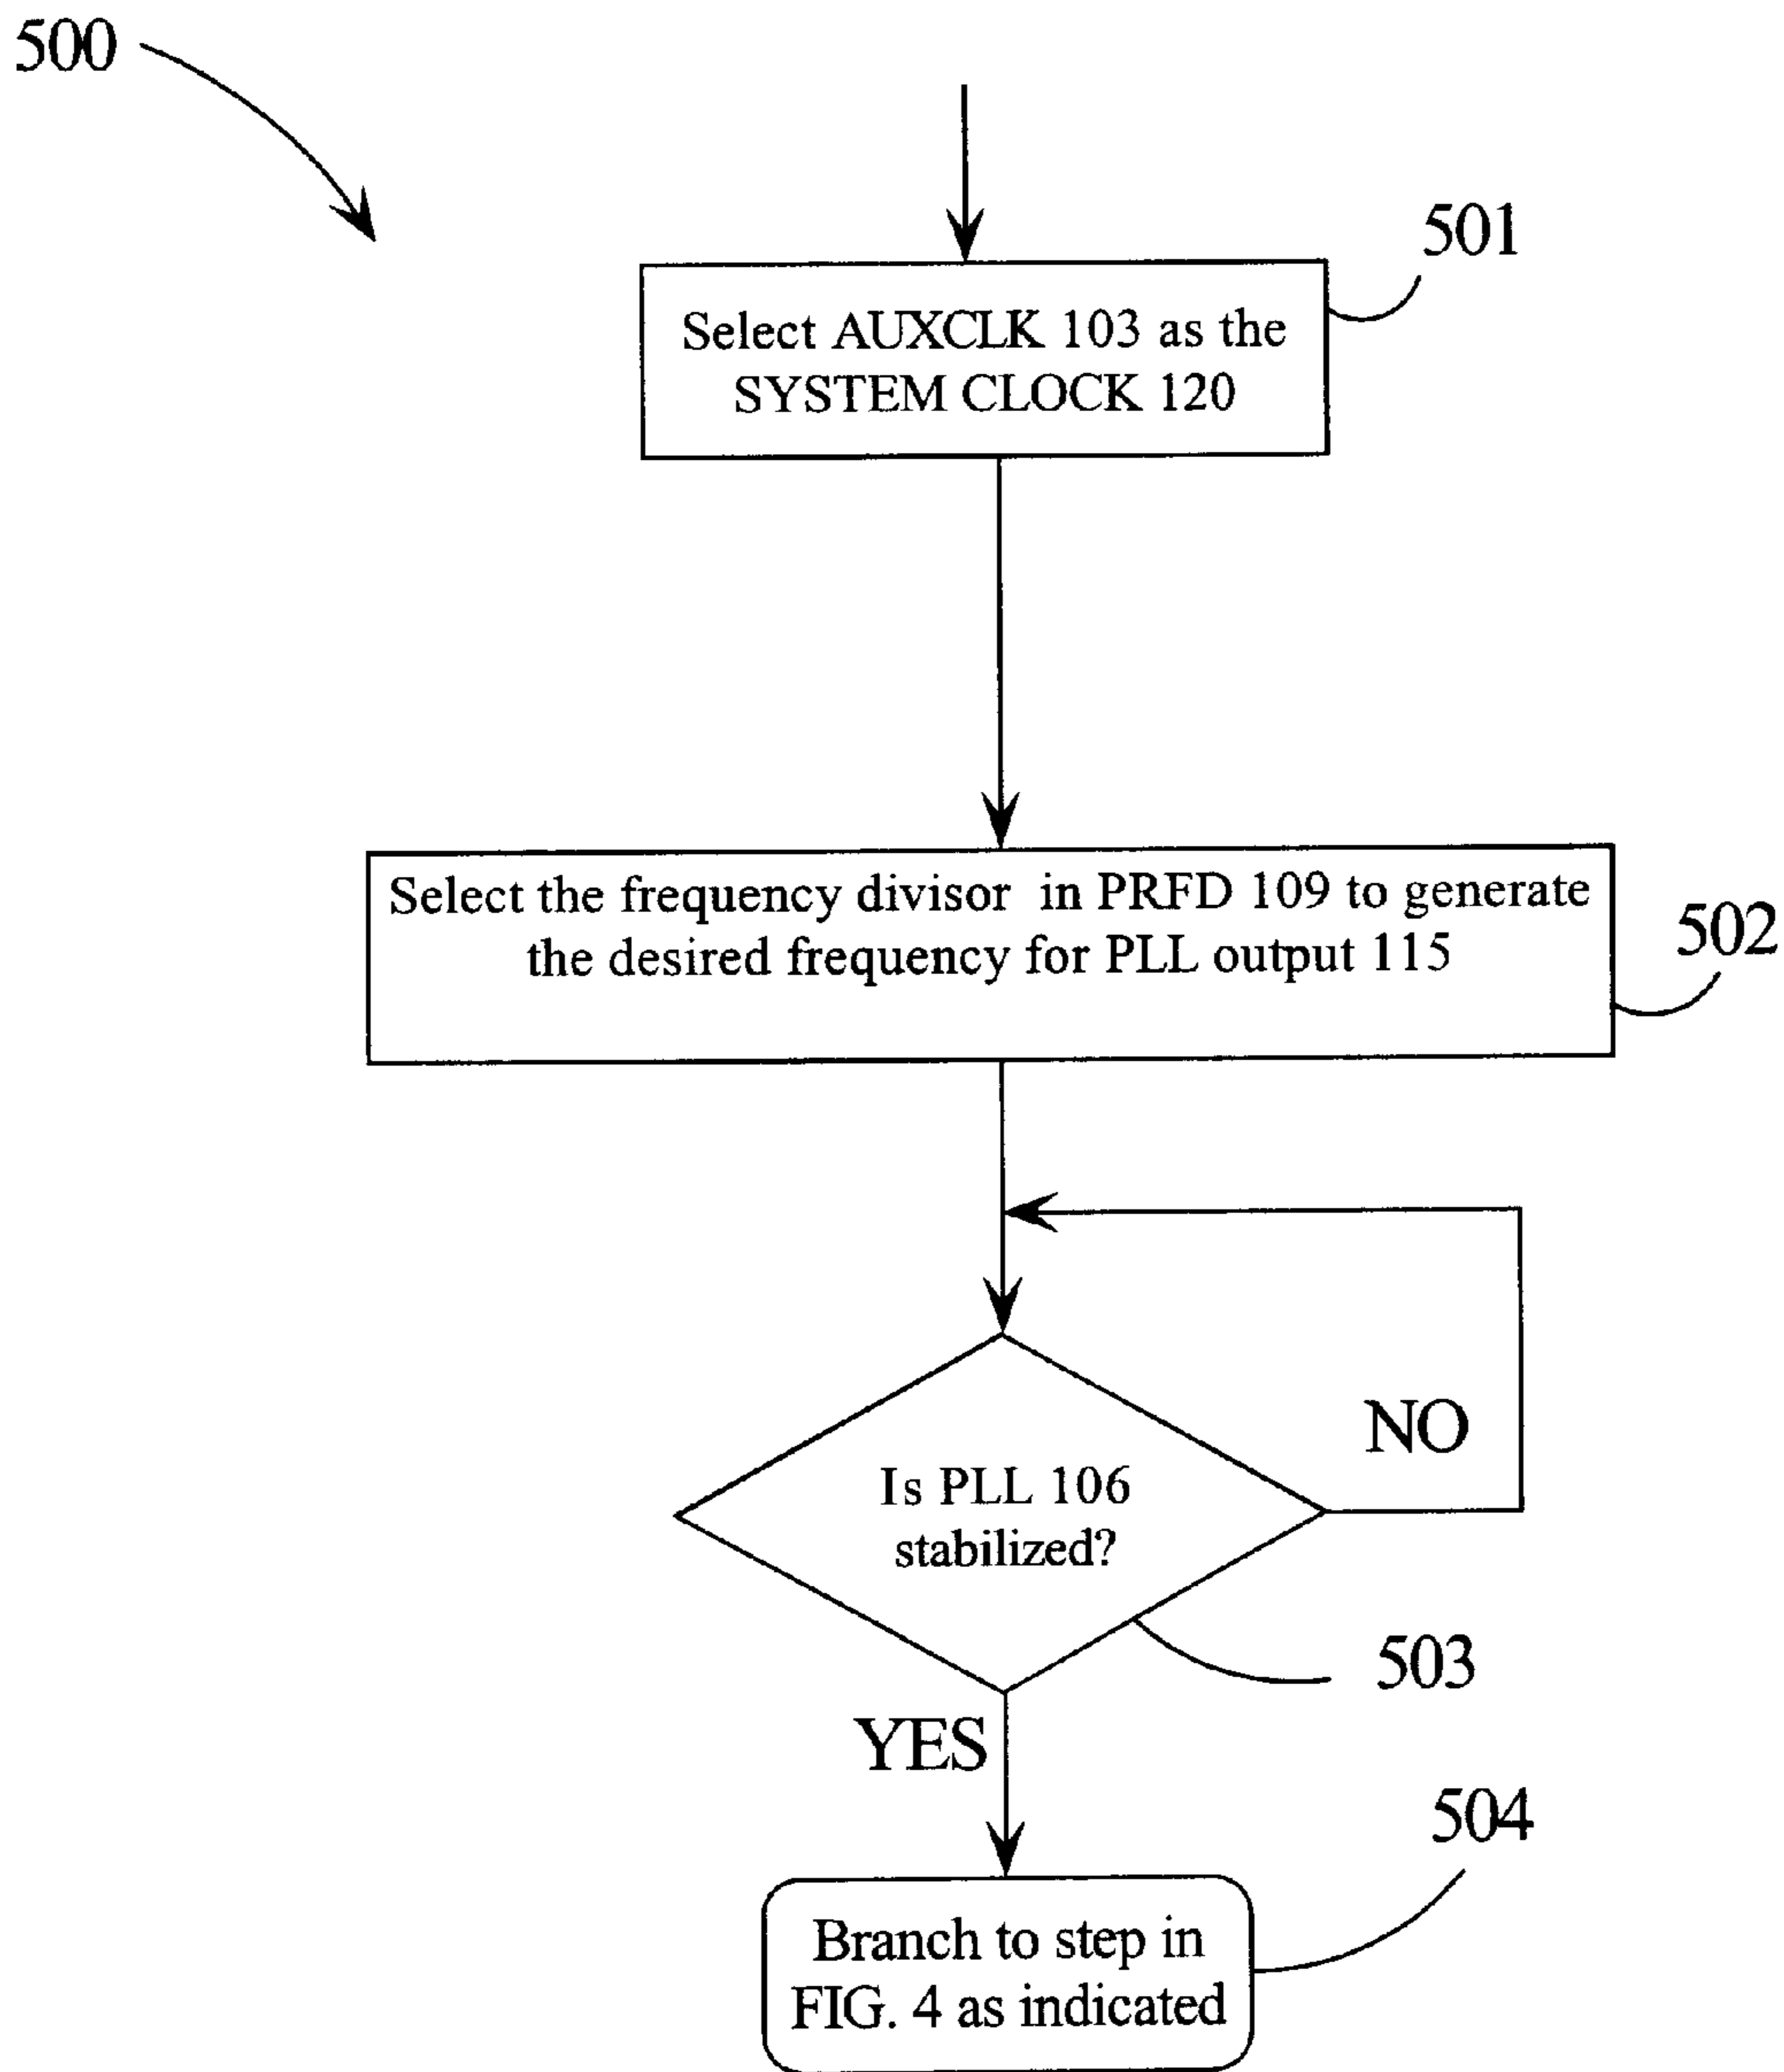 500
501
Select AUXCLK 103 as the
SYSTEM CLOCK 120
Select the frequency divisor in PRFD 109 to generate
the desired frequency for PLL output 115
502
NO
Is PLL 106
stabilized?
503
YES
504
Branch to step in
FIG. 4 as indicated